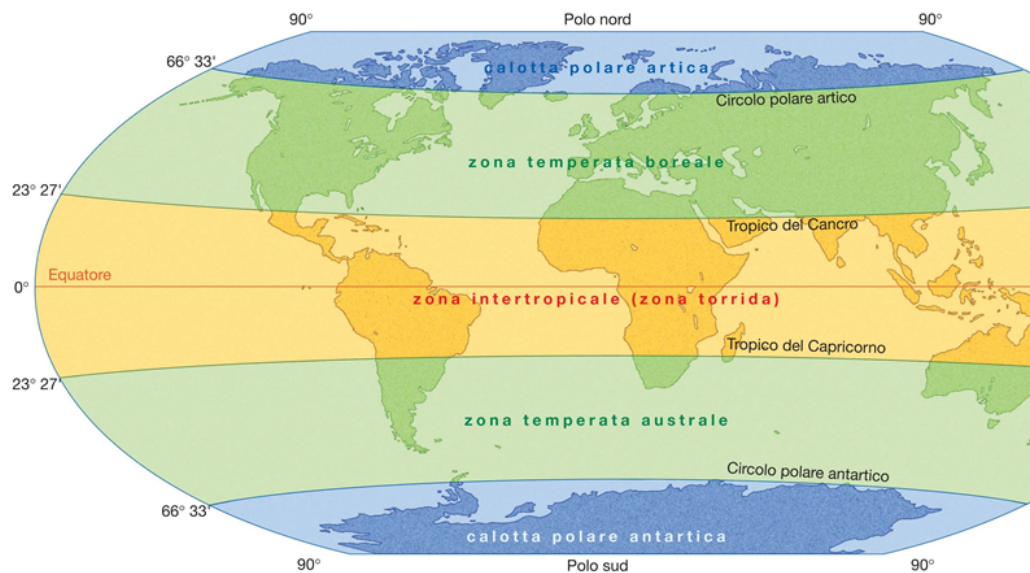 90° Polo nord 90°
66° 33'
calotta polare artica
Circolo polare artico
zona temperata boreale
23° 27'
Tropico del Cancro
Equatore
0°
zona intertropicale (zona torrida)
Tropico del Capricorno
23° 27'
zona temperata australe
Circolo polare antartico
66° 33'
calotta polare antartica
90° Polo sud 90°